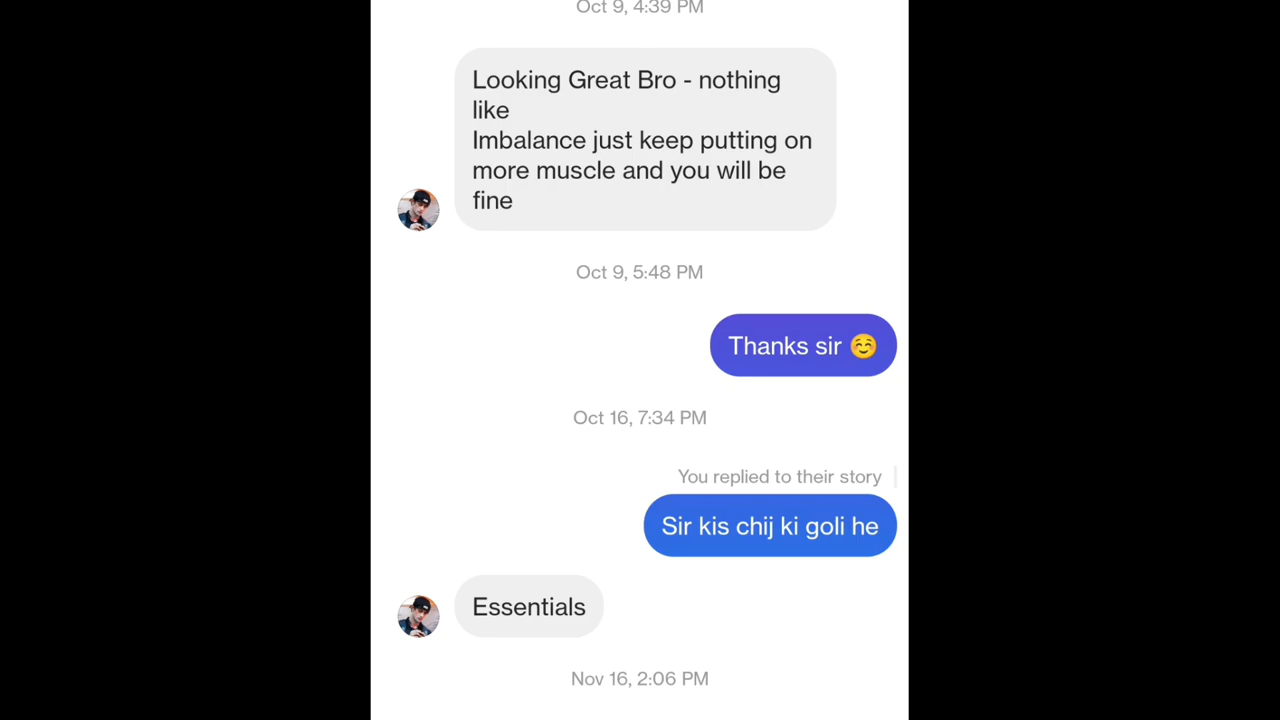 Oct 9, 4:39 PM
Looking Great Bro - nothing
like
Imbalance just keep putting on
more muscle and you will be
fine
Oct 9, 5:48 PM
Thanks sir ☺️
Oct 16, 7:34 PM
You replied to their story
Sir kis chij ki goli he
Essentials
Nov 16, 2:06 PM